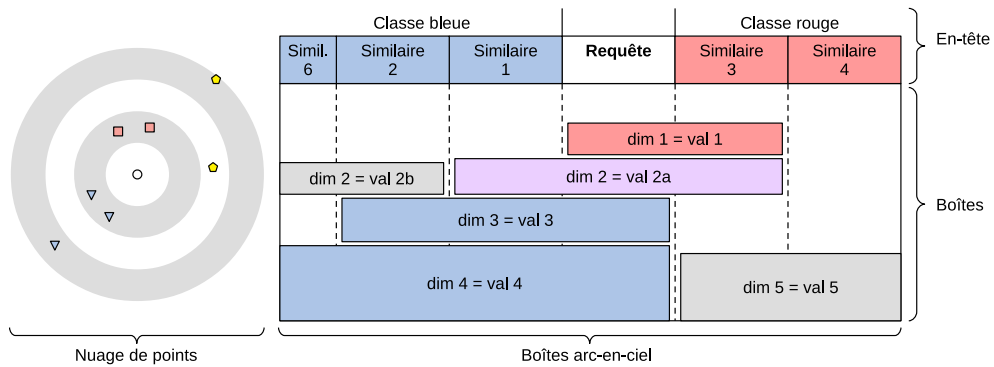 Classe bleue
Classe rouge
Simil.
6
Similaire
2
Similaire
1
Requête
Similaire
3
Similaire
4
En-tête
dim 1 = val 1
dim 2 = val 2b
dim 2 = val 2a
dim 3 = val 3
dim 4 = val 4
dim 5 = val 5
Boîtes
Nuage de points
Boîtes arc-en-ciel